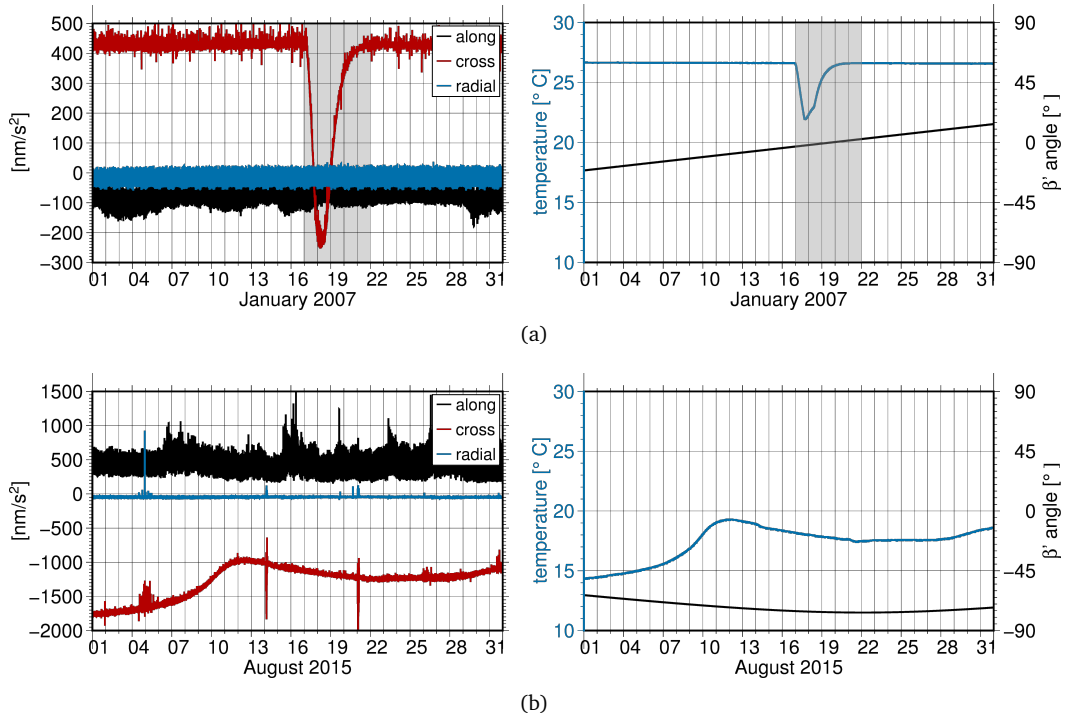 500
400
300
200
100
0
−100
−200
−300
[nm/s²]
along
cross
radial
01 04 07 10 13 16 19 22 25 28 31
January 2007
30
25
20
15
10
temperature [° C]
90
45
0
−45
−90
β' angle [° ]
01 04 07 10 13 16 19 22 25 28 31
January 2007
(a)
1500
1000
500
0
−500
−1000
−1500
−2000
[nm/s²]
along
cross
radial
01 04 07 10 13 16 19 22 25 28 31
August 2015
30
25
20
15
10
temperature [° C]
90
45
0
−45
−90
β' angle [° ]
01 04 07 10 13 16 19 22 25 28 31
August 2015
(b)